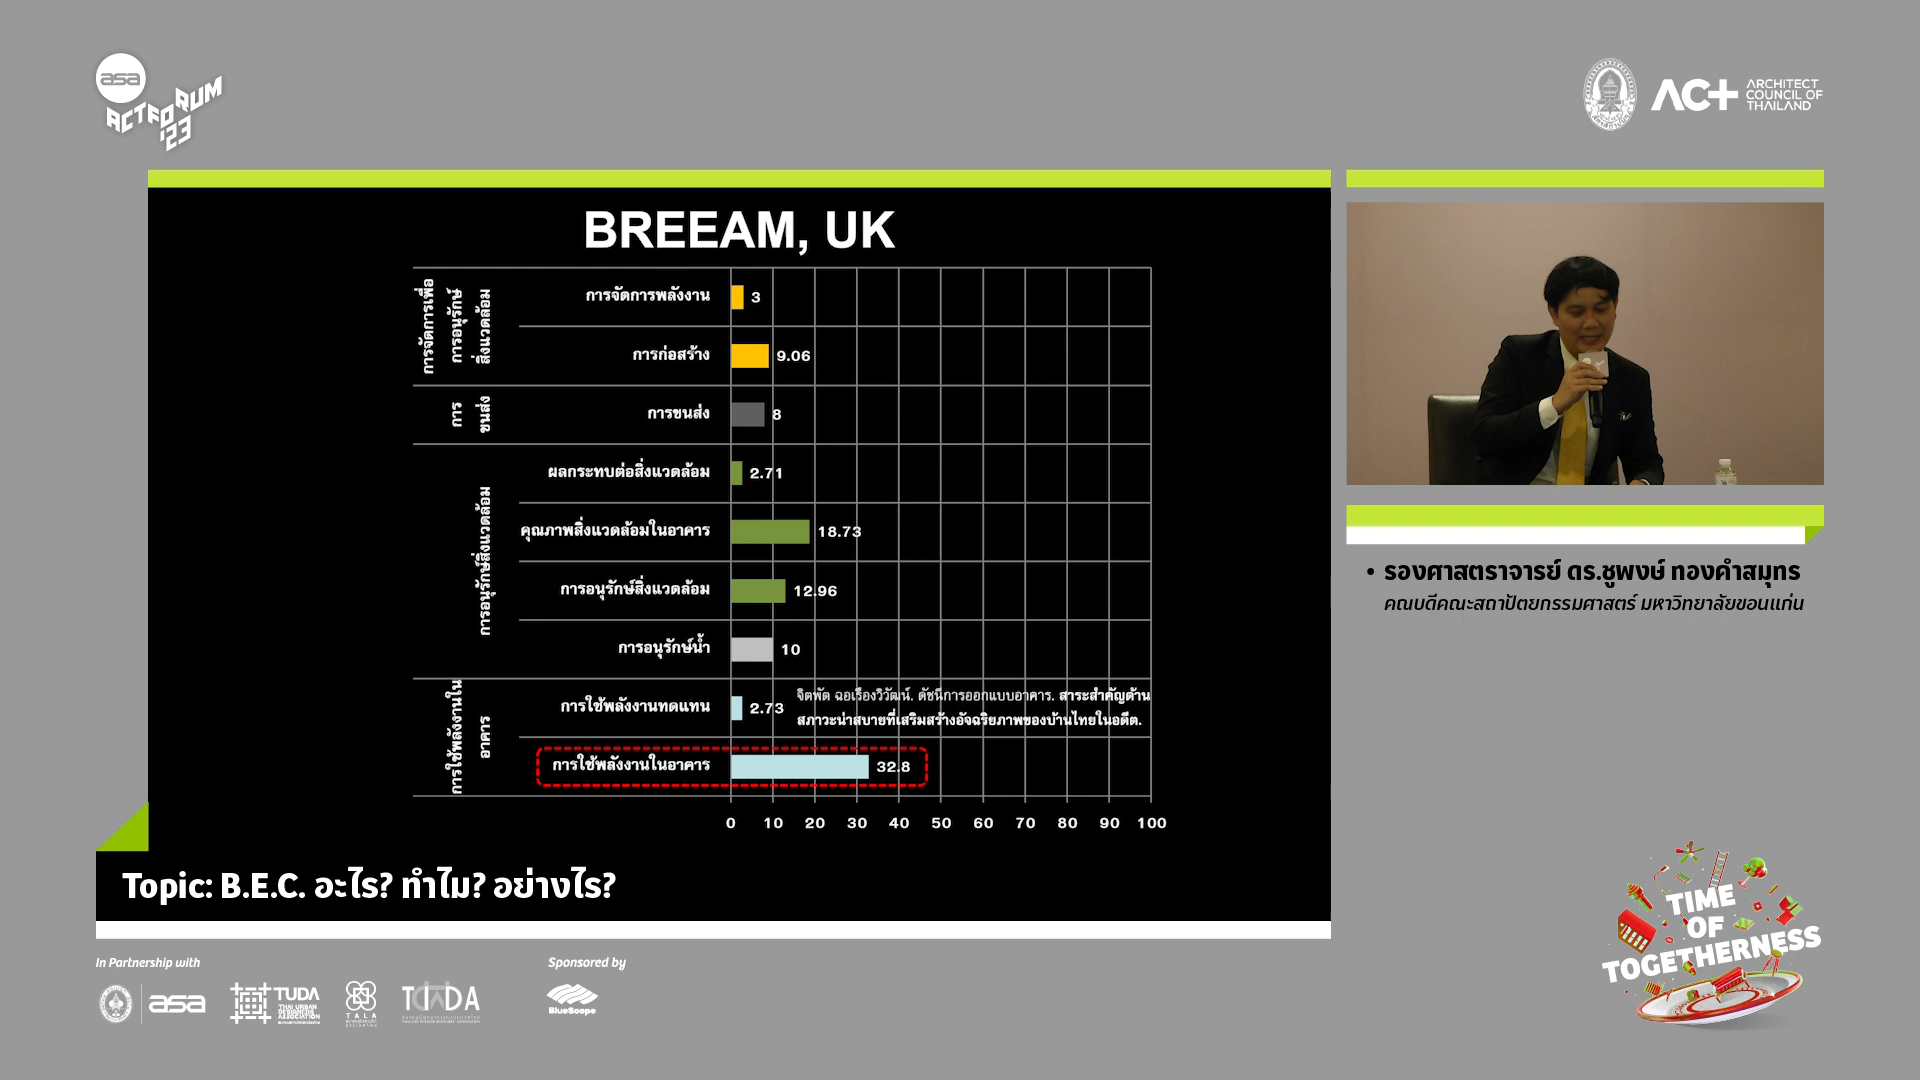 asa
ACTFORUM
'23
ACT
ARCHITECT
COUNCIL OF
THAILAND
BREEAM, UK
การจัดการเพื่อ
การอนุรักษ์
สิ่งแวดล้อม
การจัดการพลังงาน
3
การก่อสร้าง
9.06
การ
ขนส่ง
การขนส่ง
8
การอนุรักษ์สิ่งแวดล้อม
ผลกระทบต่อสิ่งแวดล้อม
2.71
คุณภาพสิ่งแวดล้อมในอาคาร
18.73
การอนุรักษ์สิ่งแวดล้อม
12.96
การอนุรักษ์น้ำ
10
การใช้พลังงานใน
อาคาร
การใช้พลังงานทดแทน
2.73
จิตพัต ฉอเรืองวิวัฒน์. ดัชนีการออกแบบอาคาร. สาระสำคัญด้าน
สภาวะน่าสบายที่เสริมสร้างอัจฉริยภาพของบ้านไทยในอดีต.
การใช้พลังงานในอาคาร
32.8
0 10 20 30 40 50 60 70 80 90 100
Topic: B.E.C. อะไร? ทำไม? อย่างไร?
• รองศาสตราจารย์ ดร.ชูพงษ์ ทองคำสมุทร
คณบดีคณะสถาปัตยกรรมศาสตร์ มหาวิทยาลัยขอนแก่น
TIME
OF
TOGETHERNESS
In Partnership with
Sponsored by
asa
TUDA
THAI URBAN
DESIGNERS
ASSOCIATION
TALA
TIDA
BlueScope